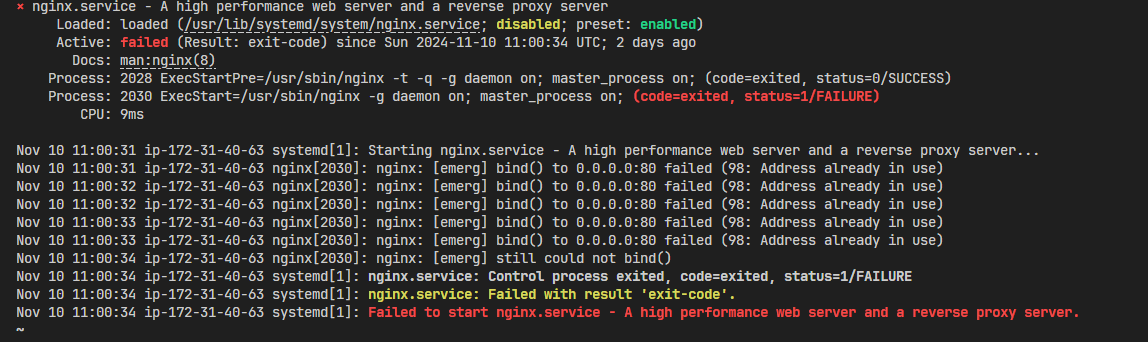 × nginx.service - A high performance web server and a reverse proxy server
Loaded: loaded (/usr/lib/systemd/system/nginx.service; disabled; preset: enabled)
Active: failed (Result: exit-code) since Sun 2024-11-10 11:00:34 UTC; 2 days ago
Docs: man:nginx(8)
Process: 2028 ExecStartPre=/usr/sbin/nginx -t -q -g daemon on; master_process on; (code=exited, status=0/SUCCESS)
Process: 2030 ExecStart=/usr/sbin/nginx -g daemon on; master_process on; (code=exited, status=1/FAILURE)
CPU: 9ms
Nov 10 11:00:31 ip-172-31-40-63 systemd[1]: Starting nginx.service - A high performance web server and a reverse proxy server...
Nov 10 11:00:31 ip-172-31-40-63 nginx[2030]: nginx: [emerg] bind() to 0.0.0.0:80 failed (98: Address already in use)
Nov 10 11:00:32 ip-172-31-40-63 nginx[2030]: nginx: [emerg] bind() to 0.0.0.0:80 failed (98: Address already in use)
Nov 10 11:00:32 ip-172-31-40-63 nginx[2030]: nginx: [emerg] bind() to 0.0.0.0:80 failed (98: Address already in use)
Nov 10 11:00:33 ip-172-31-40-63 nginx[2030]: nginx: [emerg] bind() to 0.0.0.0:80 failed (98: Address already in use)
Nov 10 11:00:33 ip-172-31-40-63 nginx[2030]: nginx: [emerg] bind() to 0.0.0.0:80 failed (98: Address already in use)
Nov 10 11:00:34 ip-172-31-40-63 nginx[2030]: nginx: [emerg] still could not bind()
Nov 10 11:00:34 ip-172-31-40-63 systemd[1]: nginx.service: Control process exited, code=exited, status=1/FAILURE
Nov 10 11:00:34 ip-172-31-40-63 systemd[1]: nginx.service: Failed with result 'exit-code'.
Nov 10 11:00:34 ip-172-31-40-63 systemd[1]: Failed to start nginx.service - A high performance web server and a reverse proxy server.
~